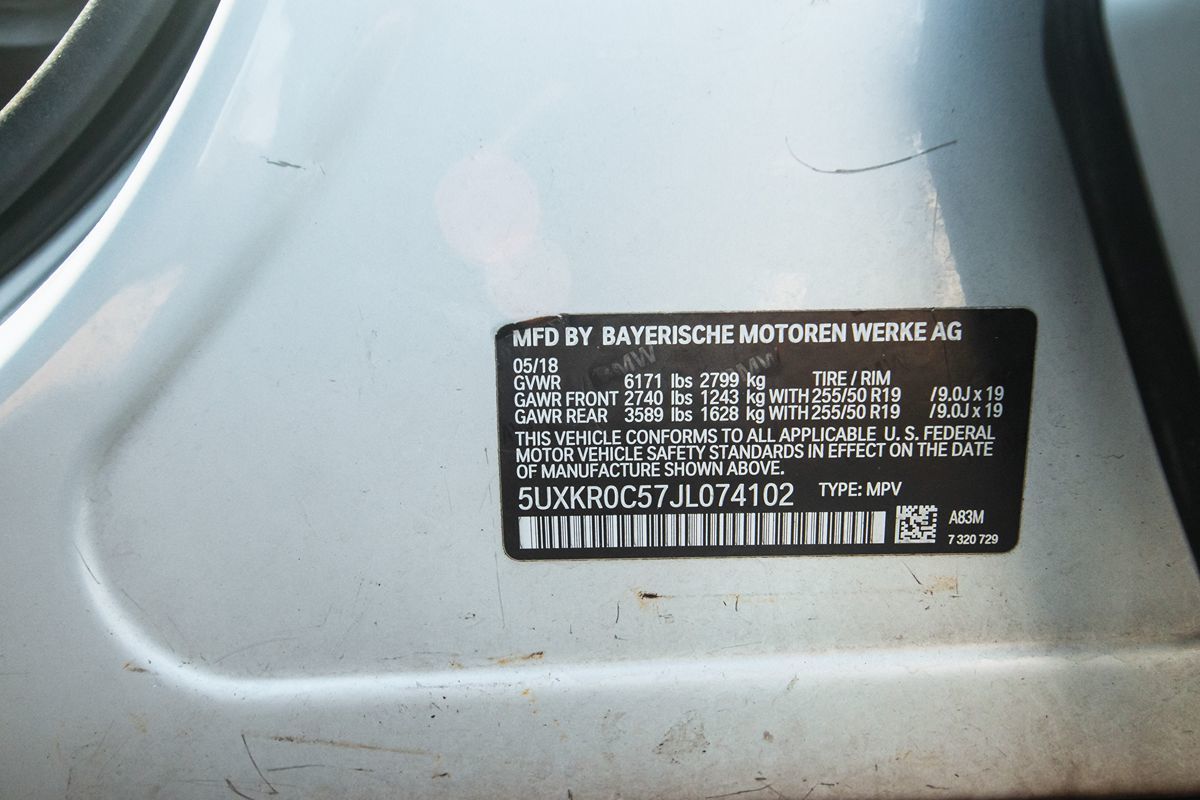 MFD BY BAYERISCHE MOTOREN WERKE AG
05/18
GVWR 6171 lbs 2799 kg TIRE / RIM
GAWR FRONT 2740 lbs 1243 kg WITH 255/50 R19 /9.0J x 19
GAWR REAR 3589 lbs 1628 kg WITH 255/50 R19 /9.0J x 19
THIS VEHICLE CONFORMS TO ALL APPLICABLE U. S. FEDERAL
MOTOR VEHICLE SAFETY STANDARDS IN EFFECT ON THE DATE
OF MANUFACTURE SHOWN ABOVE.
5UXKR0C57JL074102 TYPE: MPV
A83M
7 320 729